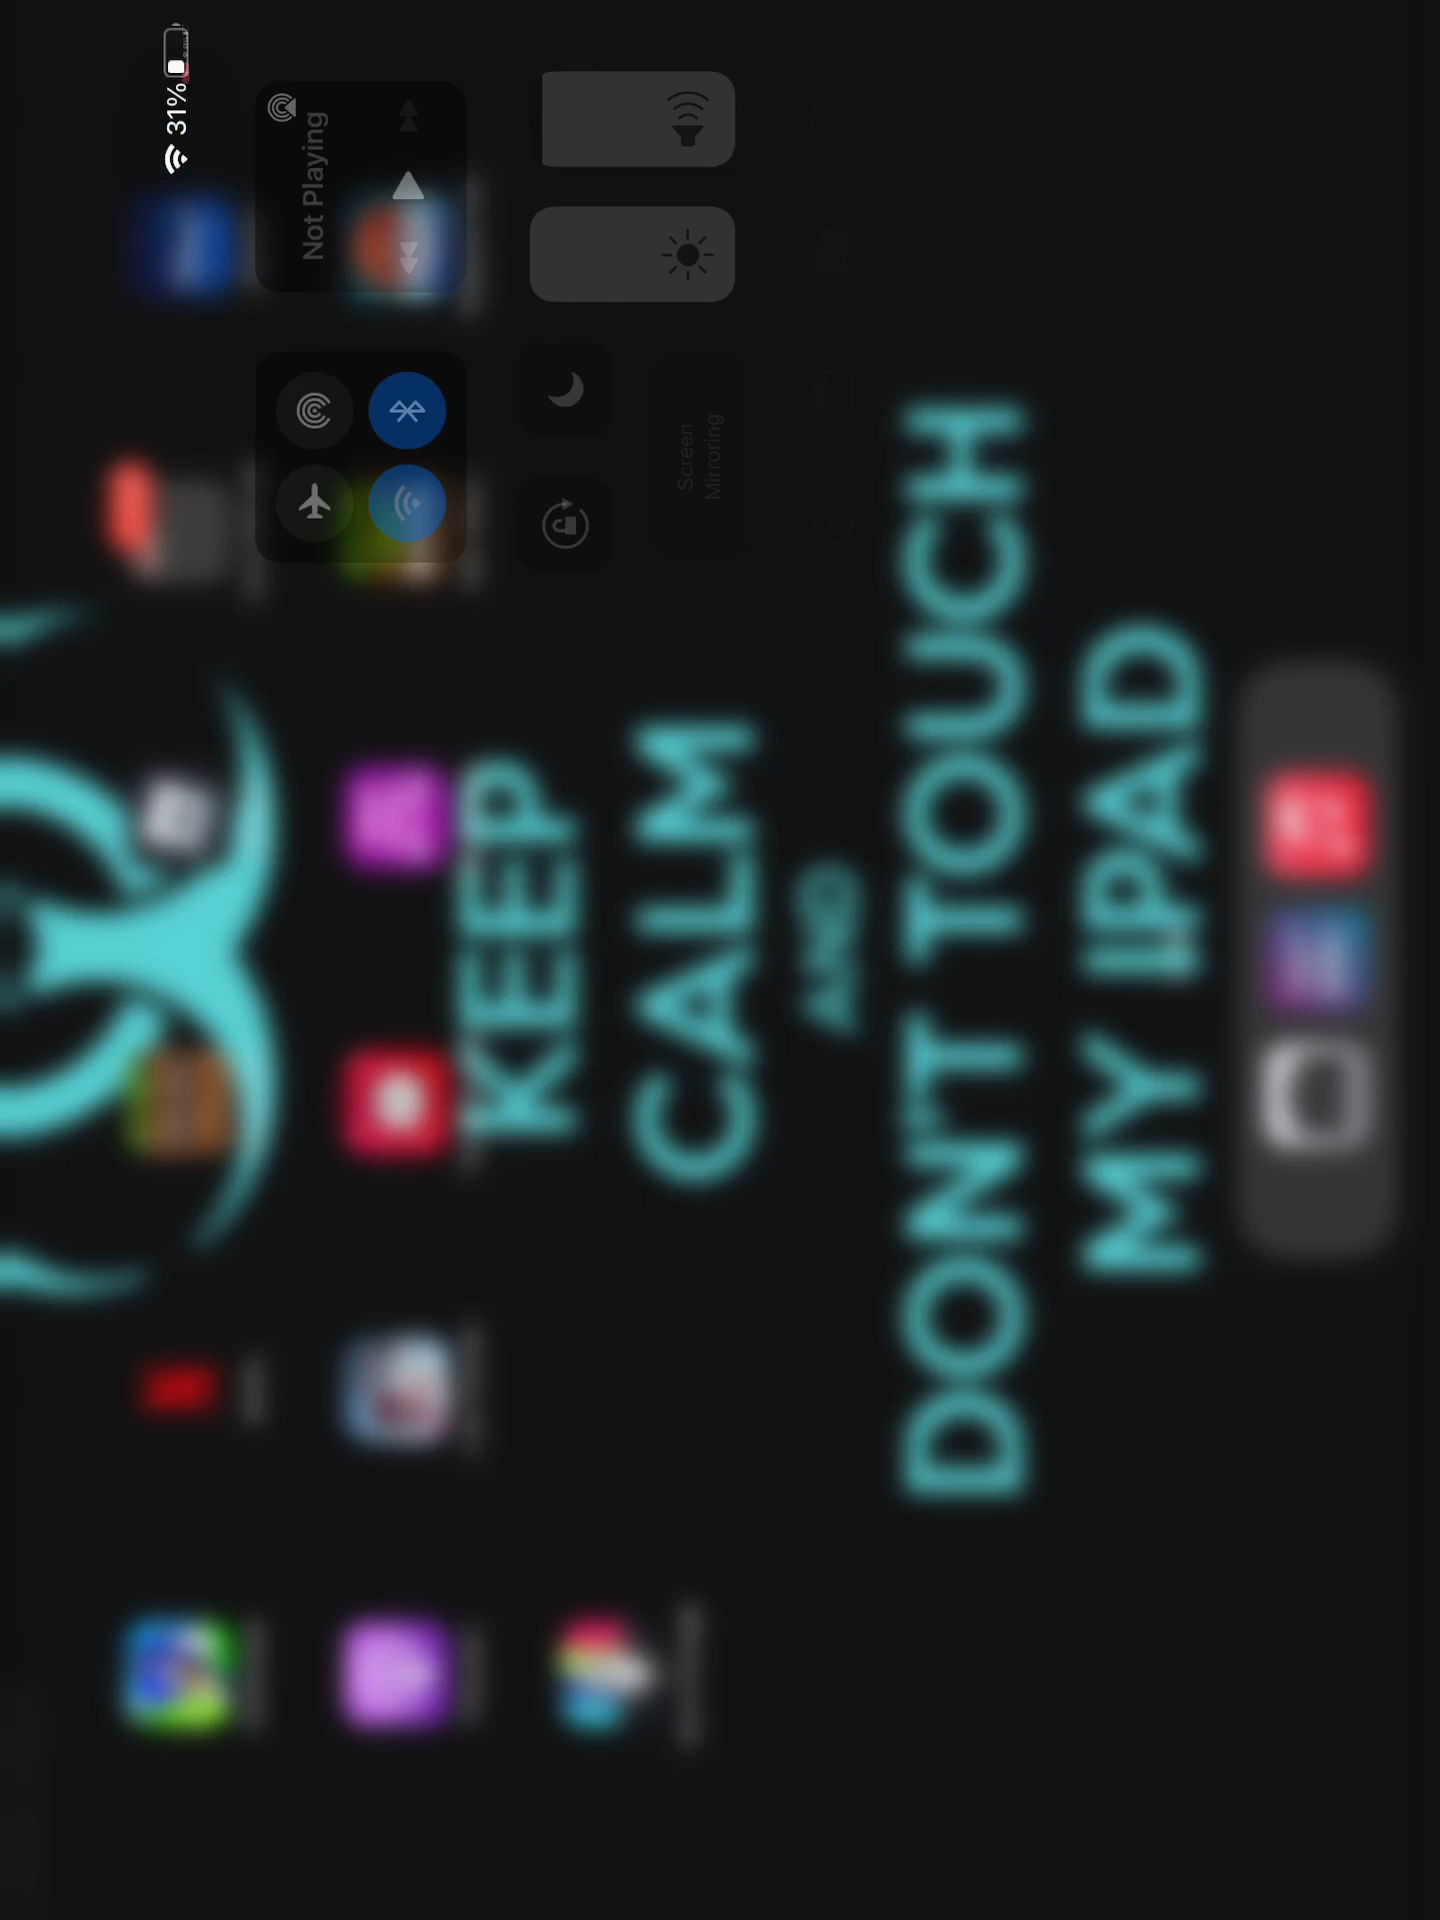 31%
Not Playing
Screen
Mirroring
KEEP
CALM
AND
DON'T TOUCH
MY IPAD